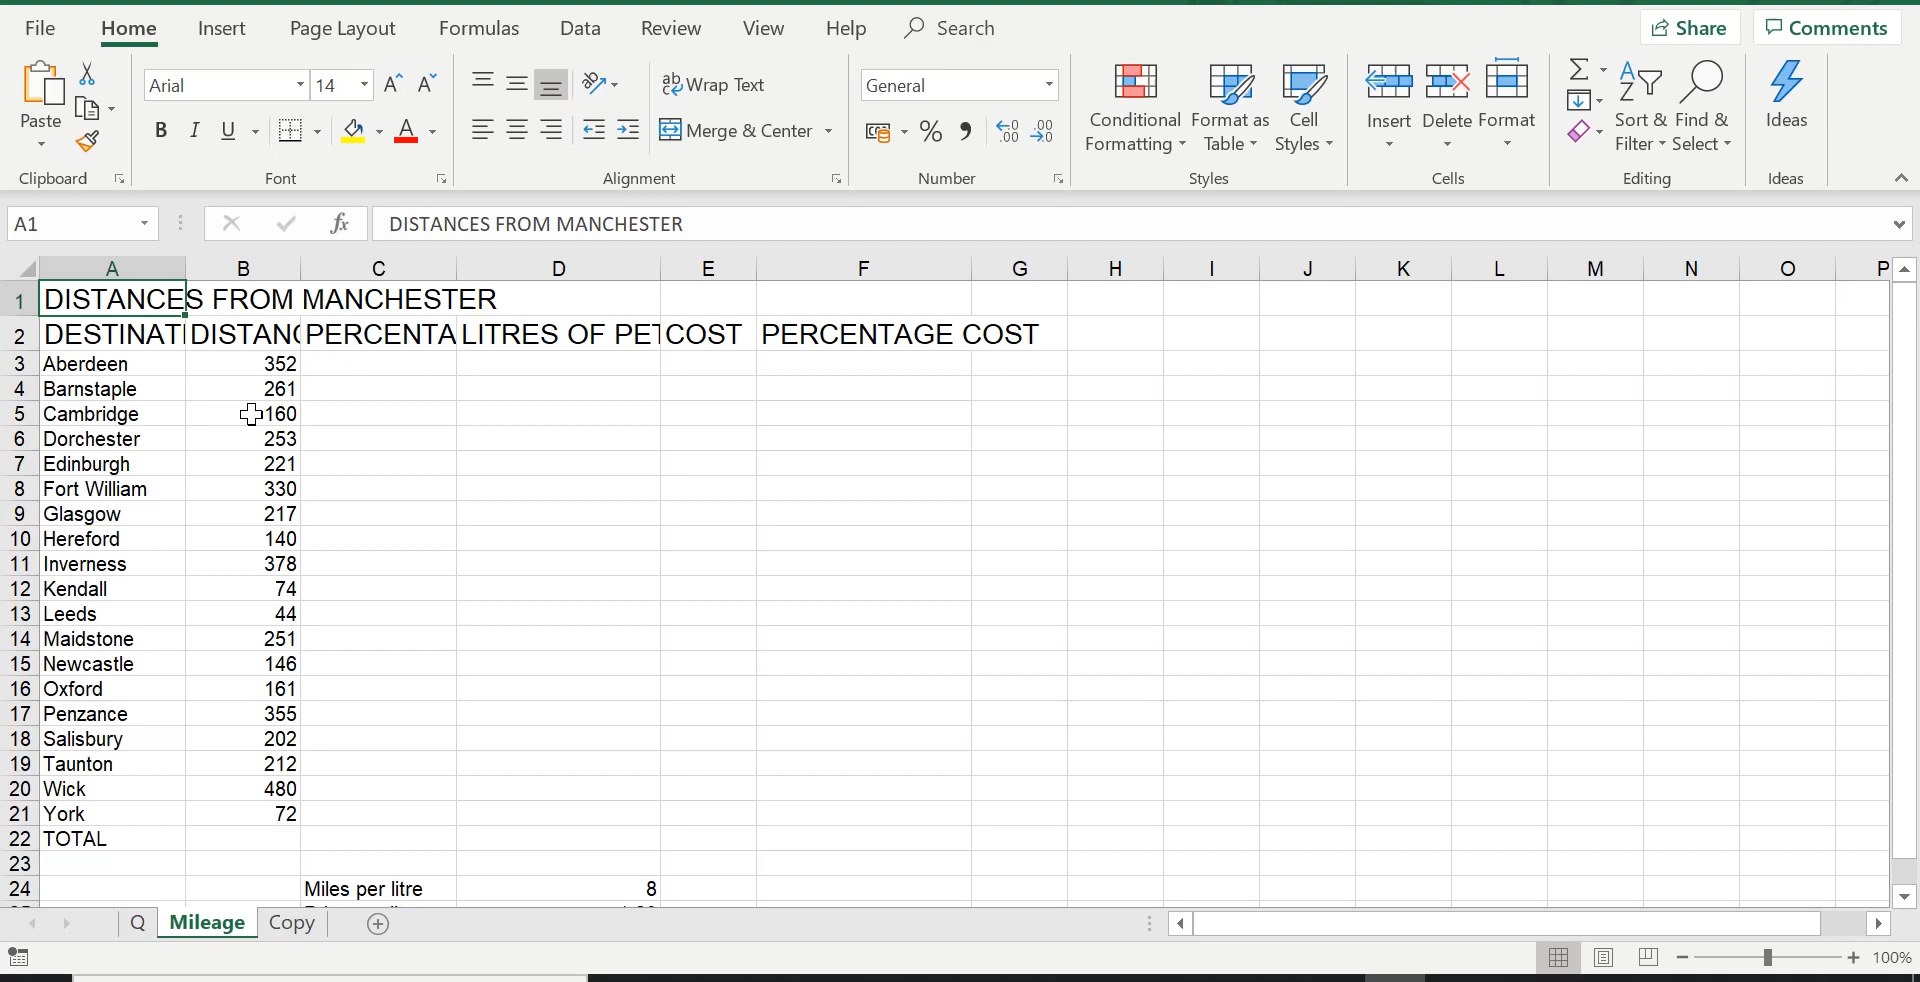 File Home Insert Page Layout Formulas Data Review View Help Search Share Comments
Paste
Clipboard
Arial 14
B I U A
Font
Wrap Text
Merge & Center
Alignment
General
%
Number
Conditional Formatting
Format as Table
Cell Styles
Styles
Insert Delete Format
Cells
Sort & Filter
Find & Select
Editing
Ideas
Ideas
A1 fx DISTANCES FROM MANCHESTER
A B C D E F G H I J K L M N O P
1 DISTANCES FROM MANCHESTER
2 DESTINATI DISTANC PERCENTA LITRES OF PET COST PERCENTAGE COST
3 Aberdeen 352
4 Barnstaple 261
5 Cambridge 160
6 Dorchester 253
7 Edinburgh 221
8 Fort William 330
9 Glasgow 217
10 Hereford 140
11 Inverness 378
12 Kendall 74
13 Leeds 44
14 Maidstone 251
15 Newcastle 146
16 Oxford 161
17 Penzance 355
18 Salisbury 202
19 Taunton 212
20 Wick 480
21 York 72
22 TOTAL
23
24 Miles per litre 8
Q Mileage Copy
100%